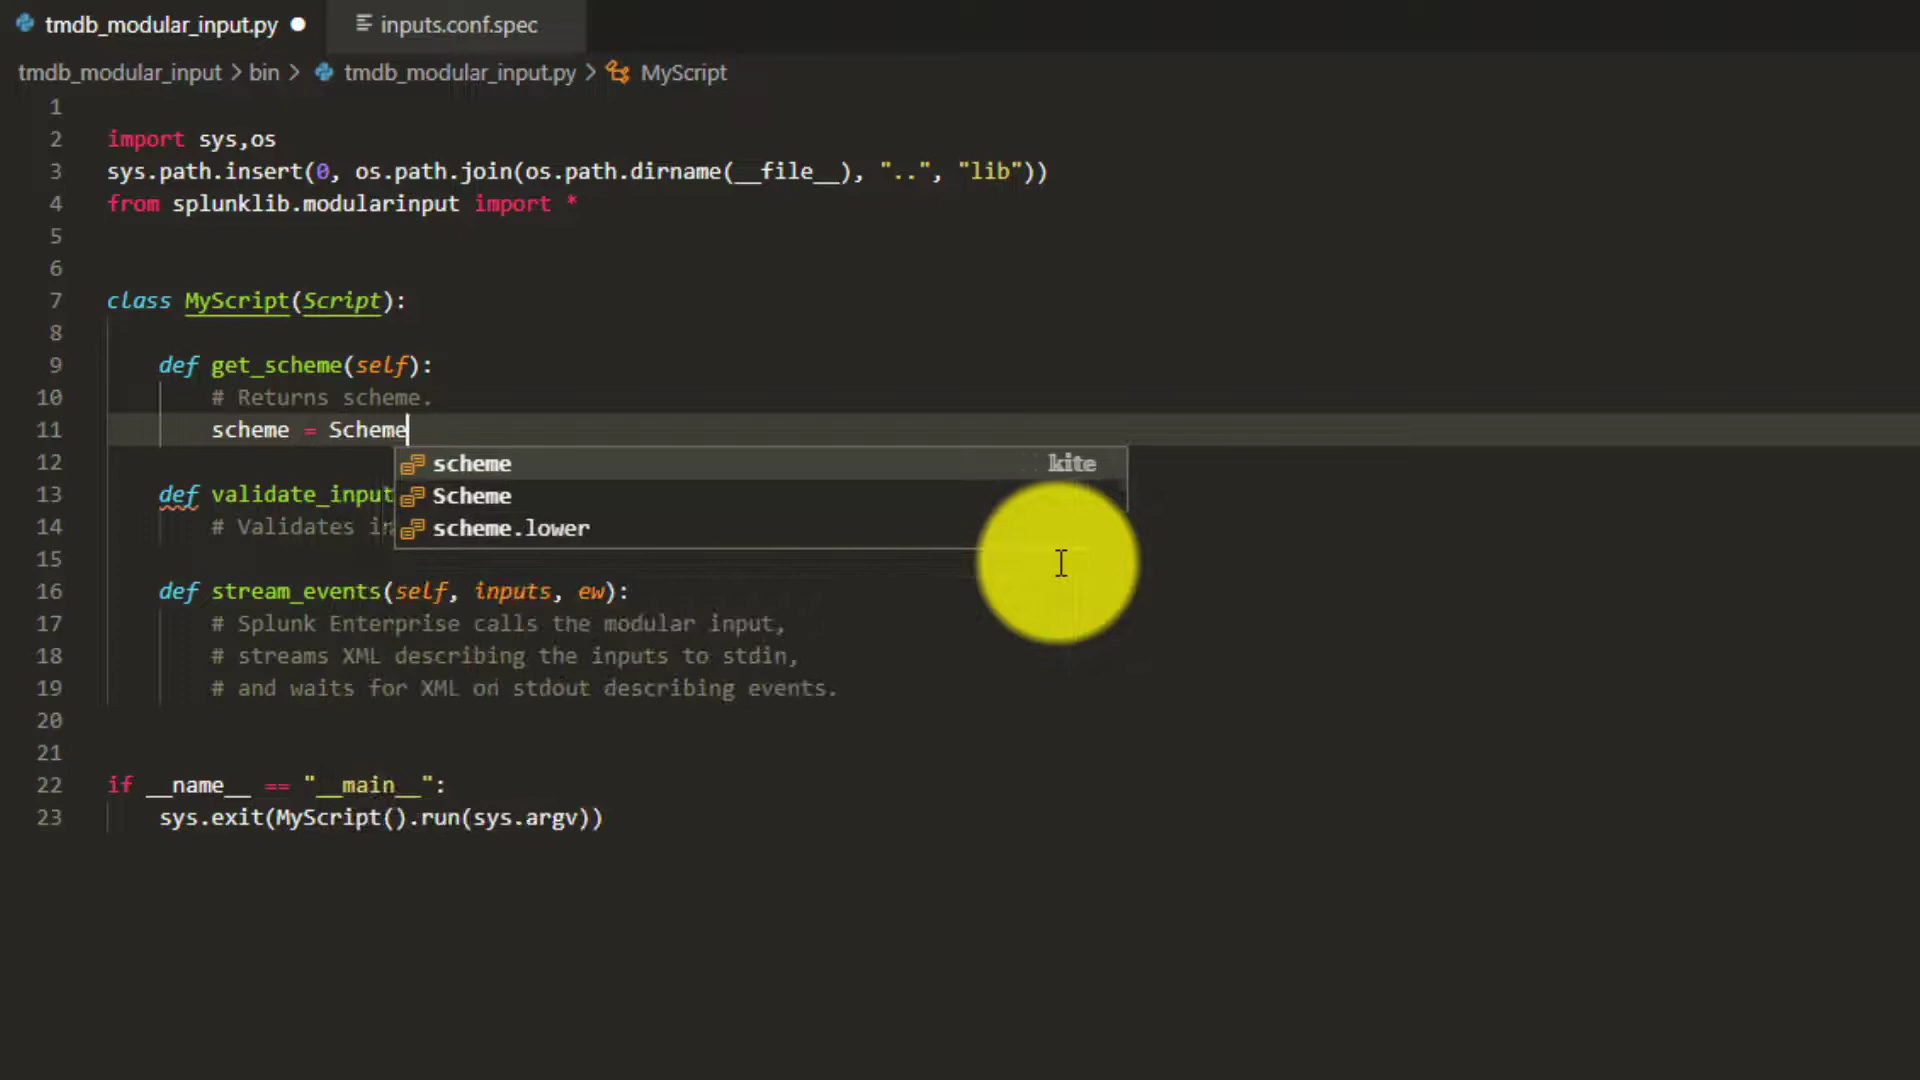 tmdb_modular_input.py
inputs.conf.spec
tmdb_modular_input > bin > tmdb_modular_input.py > MyScript
1
2 import sys,os
3 sys.path.insert(0, os.path.join(os.path.dirname(__file__), "..", "lib"))
4 from splunklib.modularinput import *
5
6
7 class MyScript(Script):
8
9 def get_scheme(self):
10 # Returns scheme.
11 scheme = Scheme
12 scheme kite
13 def validate_input Scheme
14 # Validates in scheme.lower
15
16 def stream_events(self, inputs, ew):
17 # Splunk Enterprise calls the modular input,
18 # streams XML describing the inputs to stdin,
19 # and waits for XML on stdout describing events.
20
21
22 if __name__ == "__main__":
23 sys.exit(MyScript().run(sys.argv))